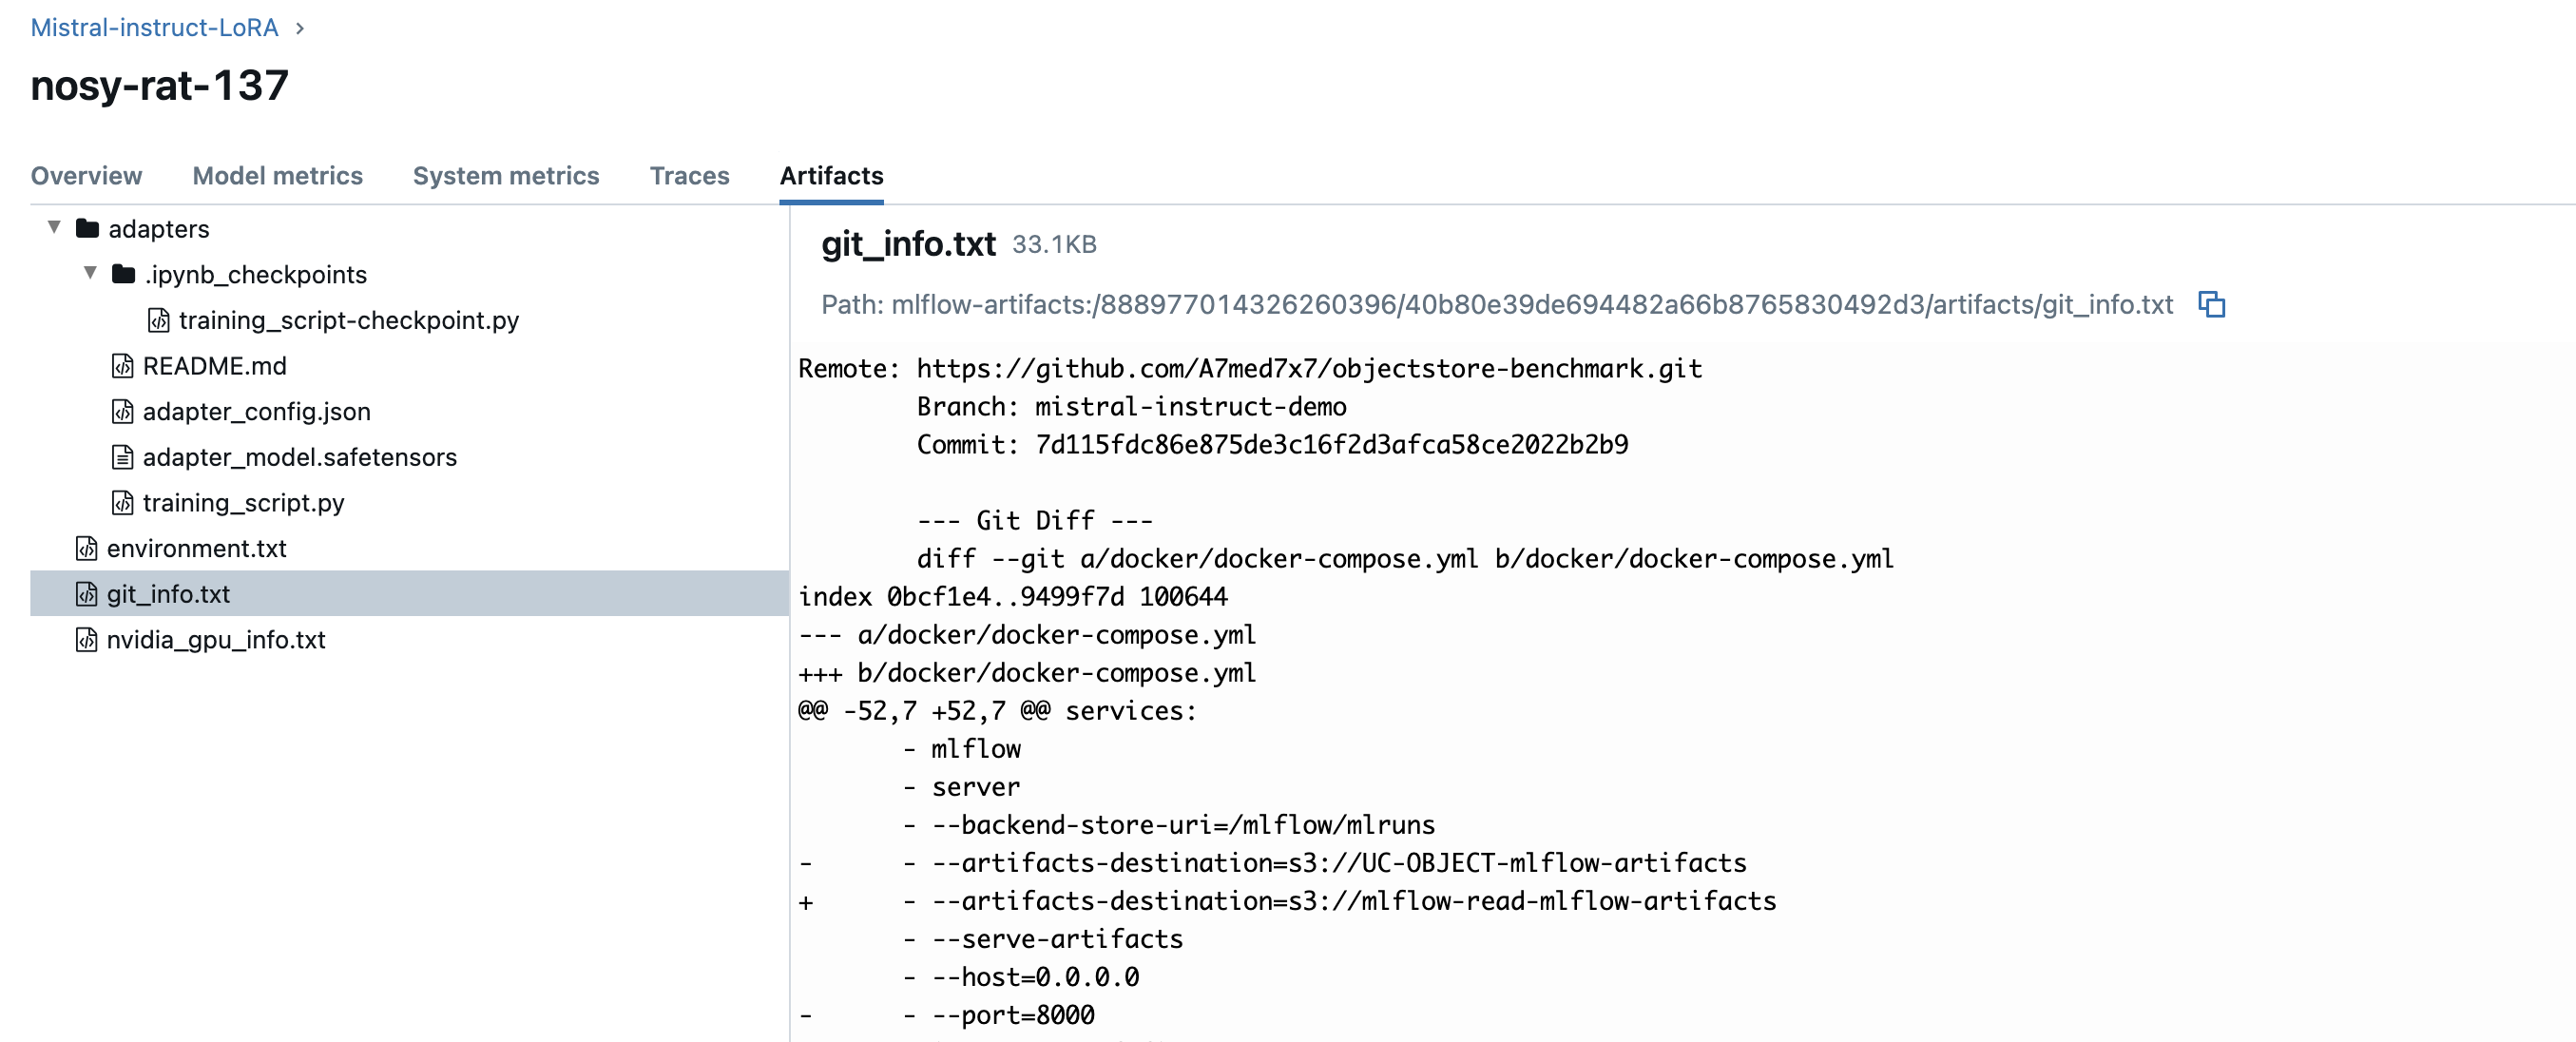 Mistral-instruct-LoRA >
nosy-rat-137
Overview Model metrics System metrics Traces Artifacts
adapters
.ipynb_checkpoints
training_script-checkpoint.py
README.md
adapter_config.json
adapter_model.safetensors
training_script.py
environment.txt
git_info.txt
nvidia_gpu_info.txt
git_info.txt 33.1KB
Path: mlflow-artifacts:/888977014326260396/40b80e39de694482a66b8765830492d3/artifacts/git_info.txt
Remote: https://github.com/A7med7x7/objectstore-benchmark.git
Branch: mistral-instruct-demo
Commit: 7d115fdc86e875de3c16f2d3afca58ce2022b2b9
--- Git Diff ---
diff --git a/docker/docker-compose.yml b/docker/docker-compose.yml
index 0bcf1e4..9499f7d 100644
--- a/docker/docker-compose.yml
+++ b/docker/docker-compose.yml
@@ -52,7 +52,7 @@ services:
- mlflow
- server
- --backend-store-uri=/mlflow/mlruns
- - --artifacts-destination=s3://UC-OBJECT-mlflow-artifacts
+ - --artifacts-destination=s3://mlflow-read-mlflow-artifacts
- --serve-artifacts
- --host=0.0.0.0
- - --port=8000